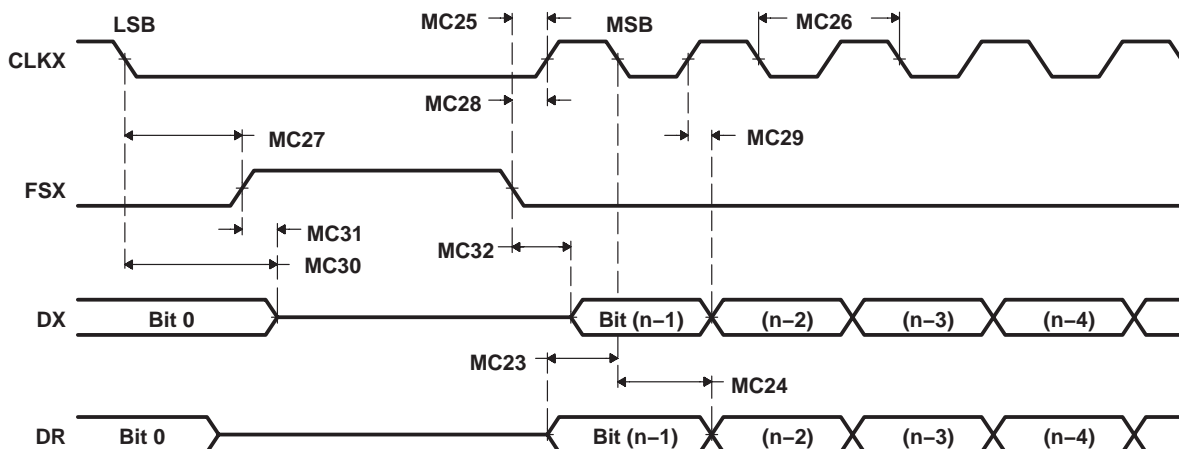 LSB MC25 MSB MC26
CLKX
MC28
MC27 MC29
FSX
MC31 MC32
MC30
DX Bit 0 Bit (n−1) (n−2) (n−3) (n−4)
MC23
MC24
DR Bit 0 Bit (n−1) (n−2) (n−3) (n−4)